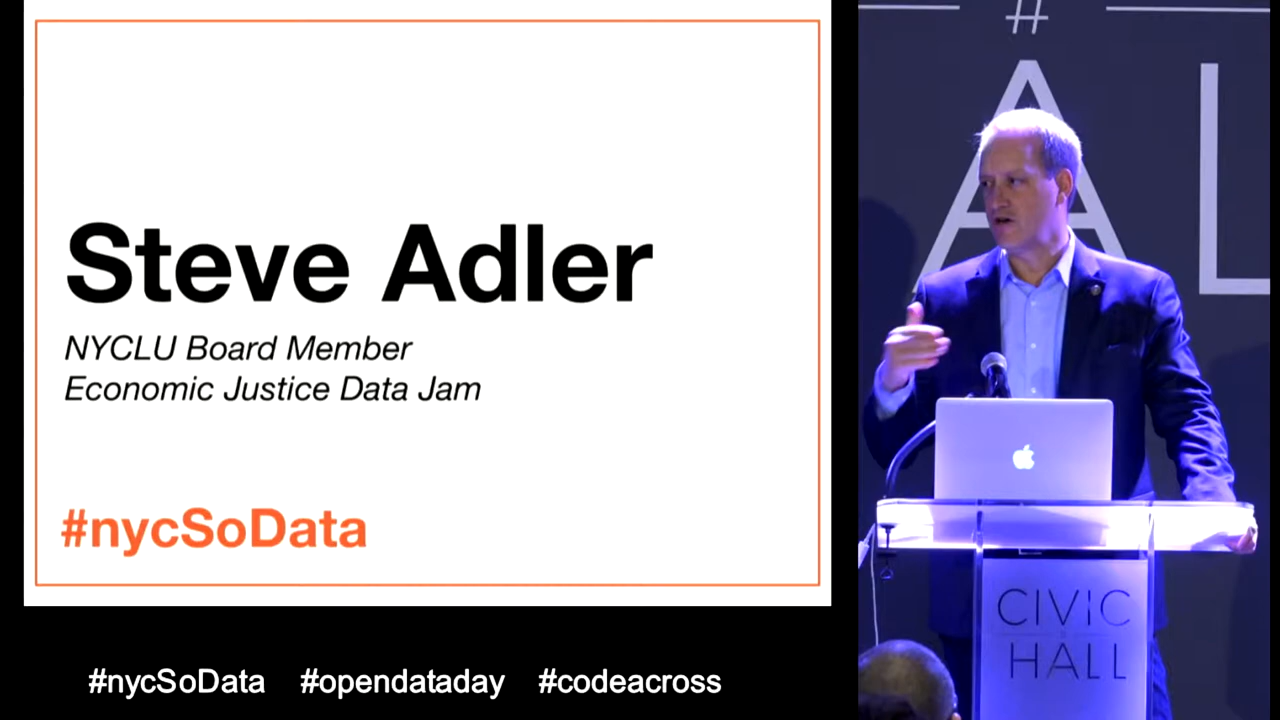 Steve Adler
NYCLU Board Member
Economic Justice Data Jam
#nycSoData
#nycSoData #opendataday #codeacross
#
A L
CIVIC
HALL